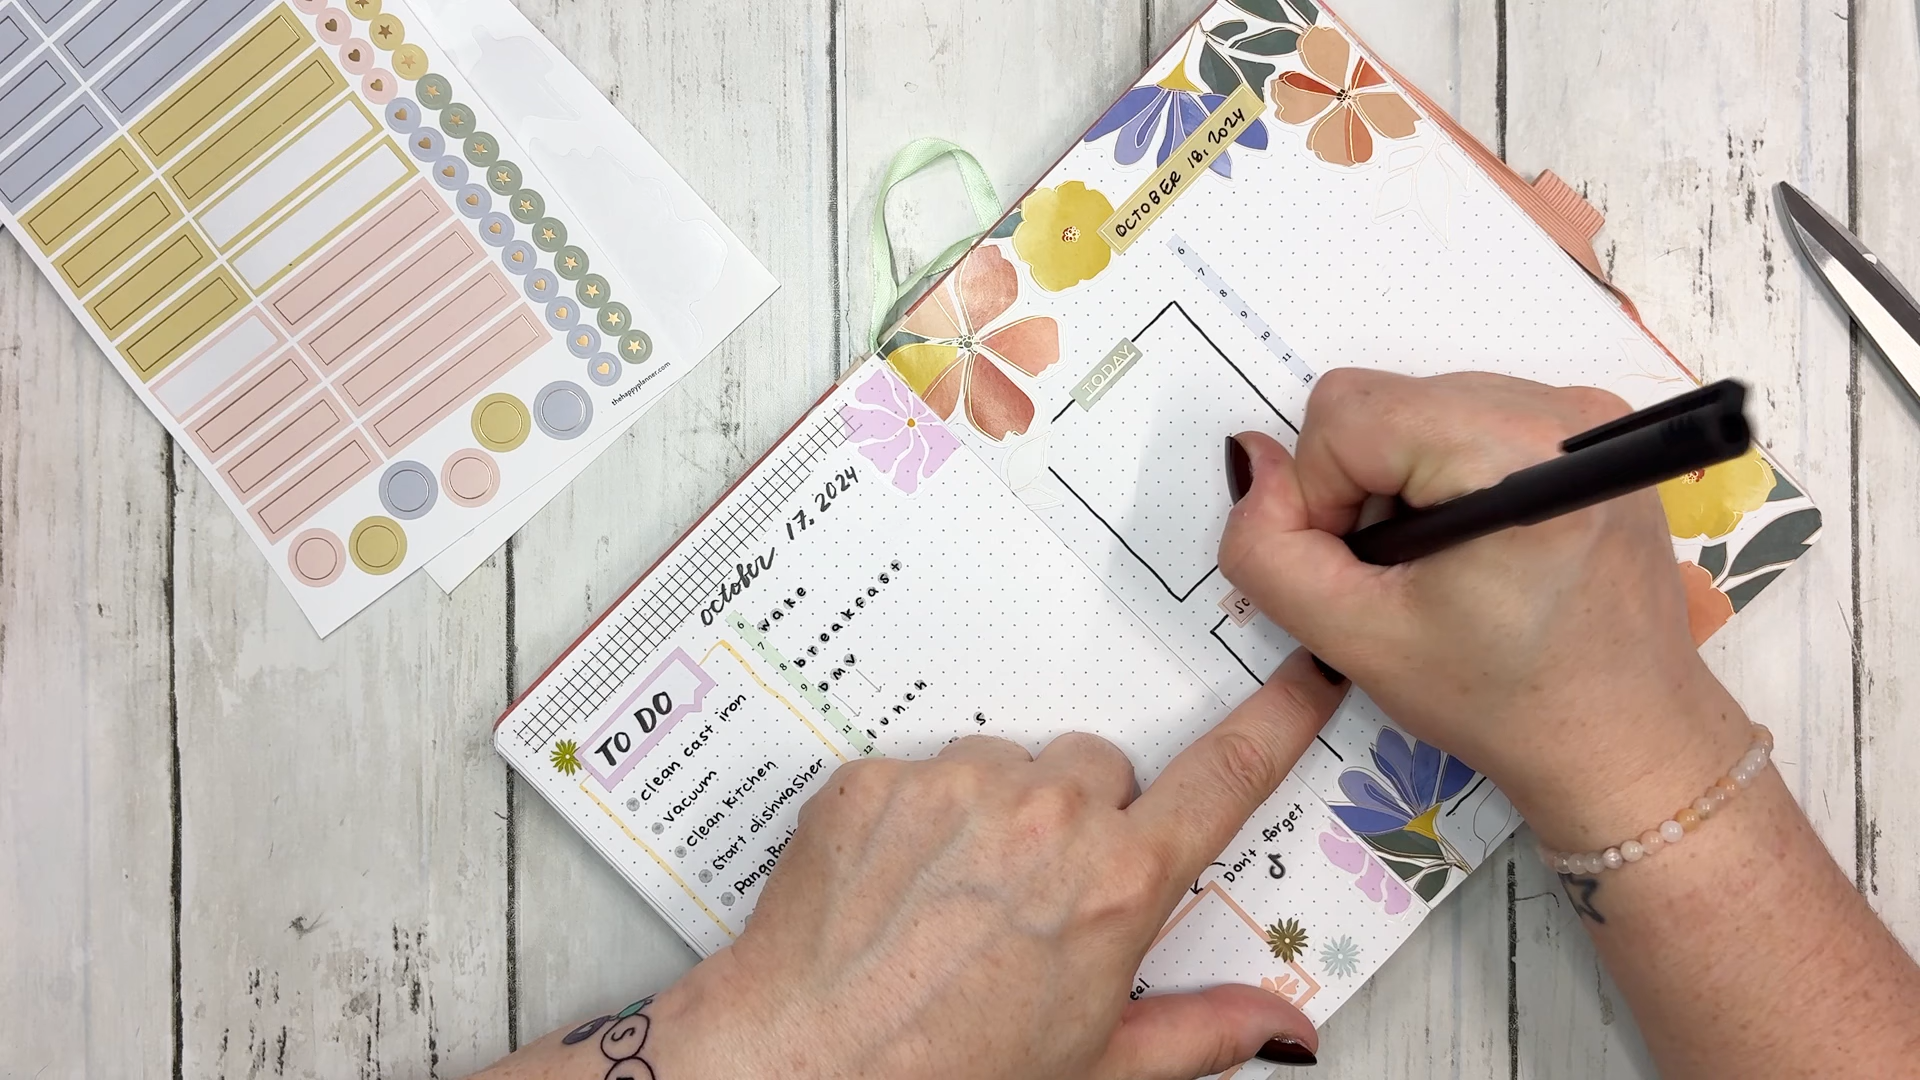 thehappyplanner.com
OCTOBER 18, 2024
6
7
8
9
10
11
12
TODAY
october 17, 2024
6
7
8
9
10
11
12
wake
breakfast
lunch
TO DO
clean cast iron
vacuum
clean kitchen
start dishwasher
Don't forget